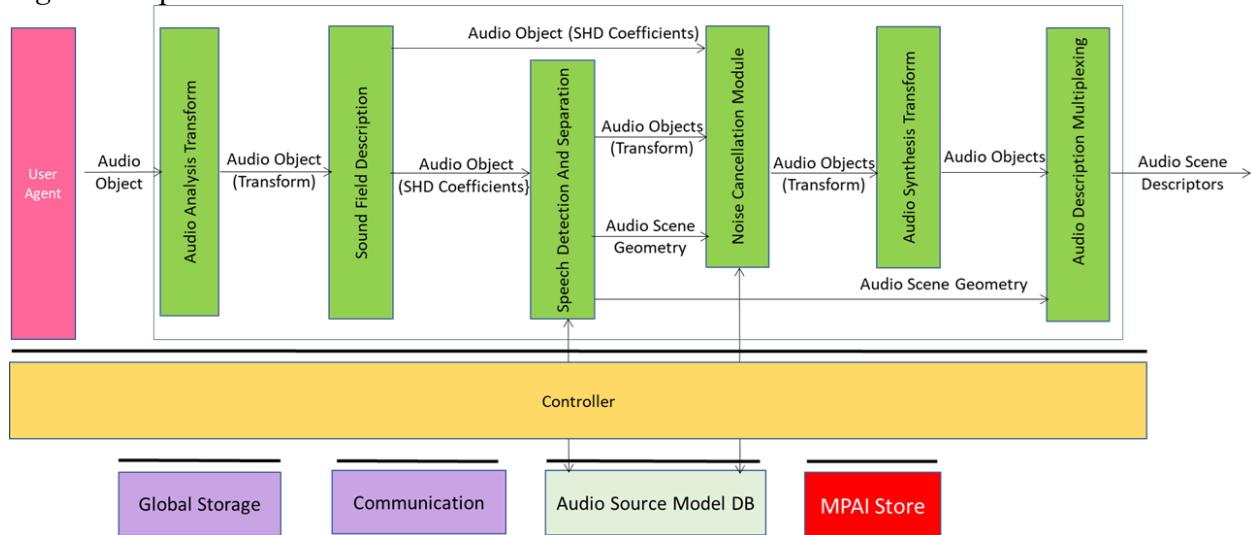 Audio Object (SHD Coefficients)
User
Agent
Audio
Object
Audio Analysis Transform
Audio Object
(Transform)
Sound Field Description
Audio Object
(SHD Coefficients}
Speech Detection And Separation
Audio Objects
(Transform)
Audio Scene
Geometry
Noise Cancellation Module
Audio Objects
(Transform)
Audio Synthesis Transform
Audio Objects
Audio Scene Geometry
Audio Description Multiplexing
Audio Scene
Descriptors
Controller
Global Storage
Communication
Audio Source Model DB
MPAI Store